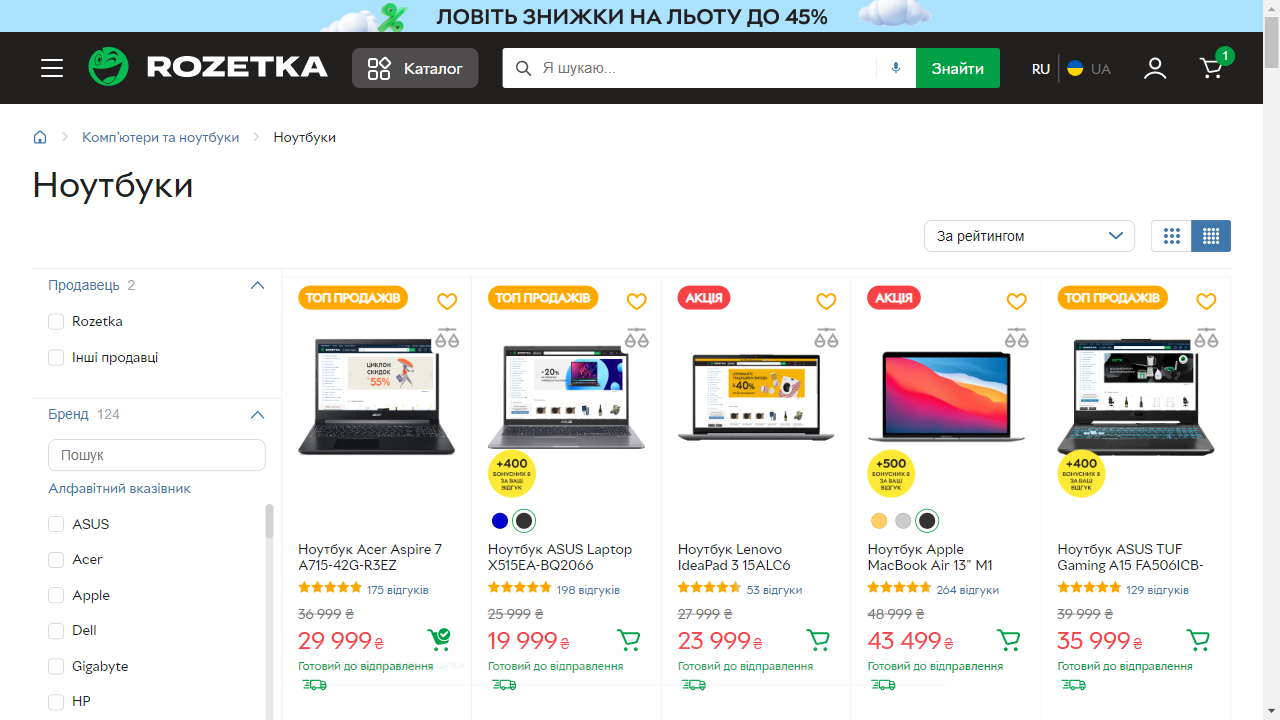 ЛОВІТЬ ЗНИЖКИ НА ЛЬОТУ ДО 45%
ROZETKA
Каталог
Я шукаю...
Знайти
RU
UA
1
Комп'ютери та ноутбуки
Ноутбуки
Ноутбуки
За рейтингом
Продавець 2
Rozetka
Інші продавці
Бренд 124
Пошук
Алфавітний вказівник
ASUS
Acer
Apple
Dell
Gigabyte
HP
ТОП ПРОДАЖІВ
ЦИКЛОН СКИДОК
55%
Ноутбук Acer Aspire 7
A715-42G-R3EZ
175 відгуків
36 999 ₴
29 999 ₴
Готовий до відправлення
ТОП ПРОДАЖІВ
-20%
+400
БОНУСНИХ ₴
ЗА ВАШ
ВІДГУК
Ноутбук ASUS Laptop
X515EA-BQ2066
198 відгуків
25 999 ₴
19 999 ₴
Готовий до відправлення
АКЦІЯ
40%
Ноутбук Lenovo
IdeaPad 3 15ALC6
53 відгуки
27 999 ₴
23 999 ₴
Готовий до відправлення
АКЦІЯ
+500
БОНУСНИХ ₴
ЗА ВАШ
ВІДГУК
Ноутбук Apple
MacBook Air 13" M1
264 відгуки
48 999 ₴
43 499 ₴
Готовий до відправлення
ТОП ПРОДАЖІВ
+400
БОНУСНИХ ₴
ЗА ВАШ
ВІДГУК
Ноутбук ASUS TUF
Gaming A15 FA506ICB-
129 відгуків
39 999 ₴
35 999 ₴
Готовий до відправлення